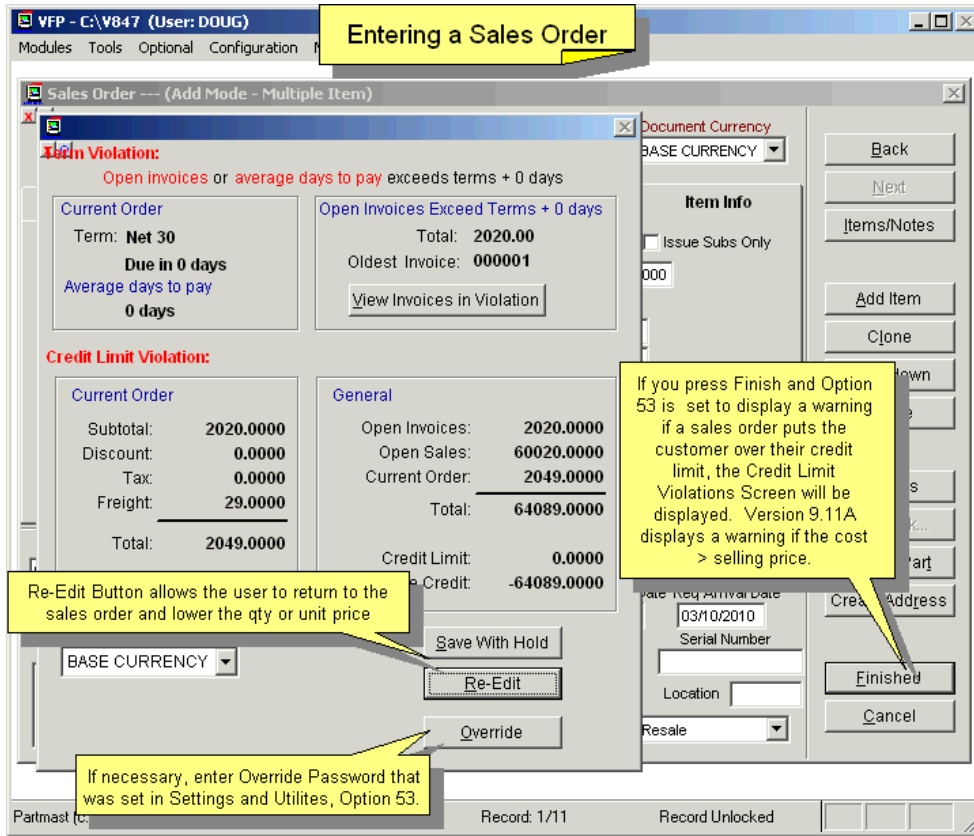 VFP - C:\V847 (User: DOUG)
Modules Tools Optional Configuration
Entering a Sales Order
Sales Order --- (Add Mode - Multiple Item)
Term Violation:
Open invoices or average days to pay exceeds terms + 0 days
Current Order
Term: Net 30
Due in 0 days
Average days to pay
0 days
Open Invoices Exceed Terms + 0 days
Total: 2020.00
Oldest Invoice: 000001
View Invoices in Violation
Credit Limit Violation:
Current Order
Subtotal: 2020.0000
Discount: 0.0000
Tax: 0.0000
Freight: 29.0000
Total: 2049.0000
General
Open Invoices: 2020.0000
Open Sales: 60020.0000
Current Order: 2049.0000
Total: 64089.0000
Credit Limit: 0.0000
Credit: -64089.0000
Re-Edit Button allows the user to return to the
sales order and lower the qty or unit price
BASE CURRENCY
Save With Hold
Re-Edit
Override
If necessary, enter Override Password that
was set in Settings and Utilites, Option 53.
Document Currency
BASE CURRENCY
Item Info
Issue Subs Only
000
Req Arrival Date
03/10/2010
Serial Number
Location
Resale
Back
Next
Items/Notes
Add Item
Clone
If you press Finish and Option
53 is set to display a warning
if a sales order puts the
customer over their credit
limit, the Credit Limit
Violations Screen will be
displayed. Version 9.11A
displays a warning if the cost
> selling price.
Address
Finished
Cancel
Partmast
Record: 1/11
Record Unlocked